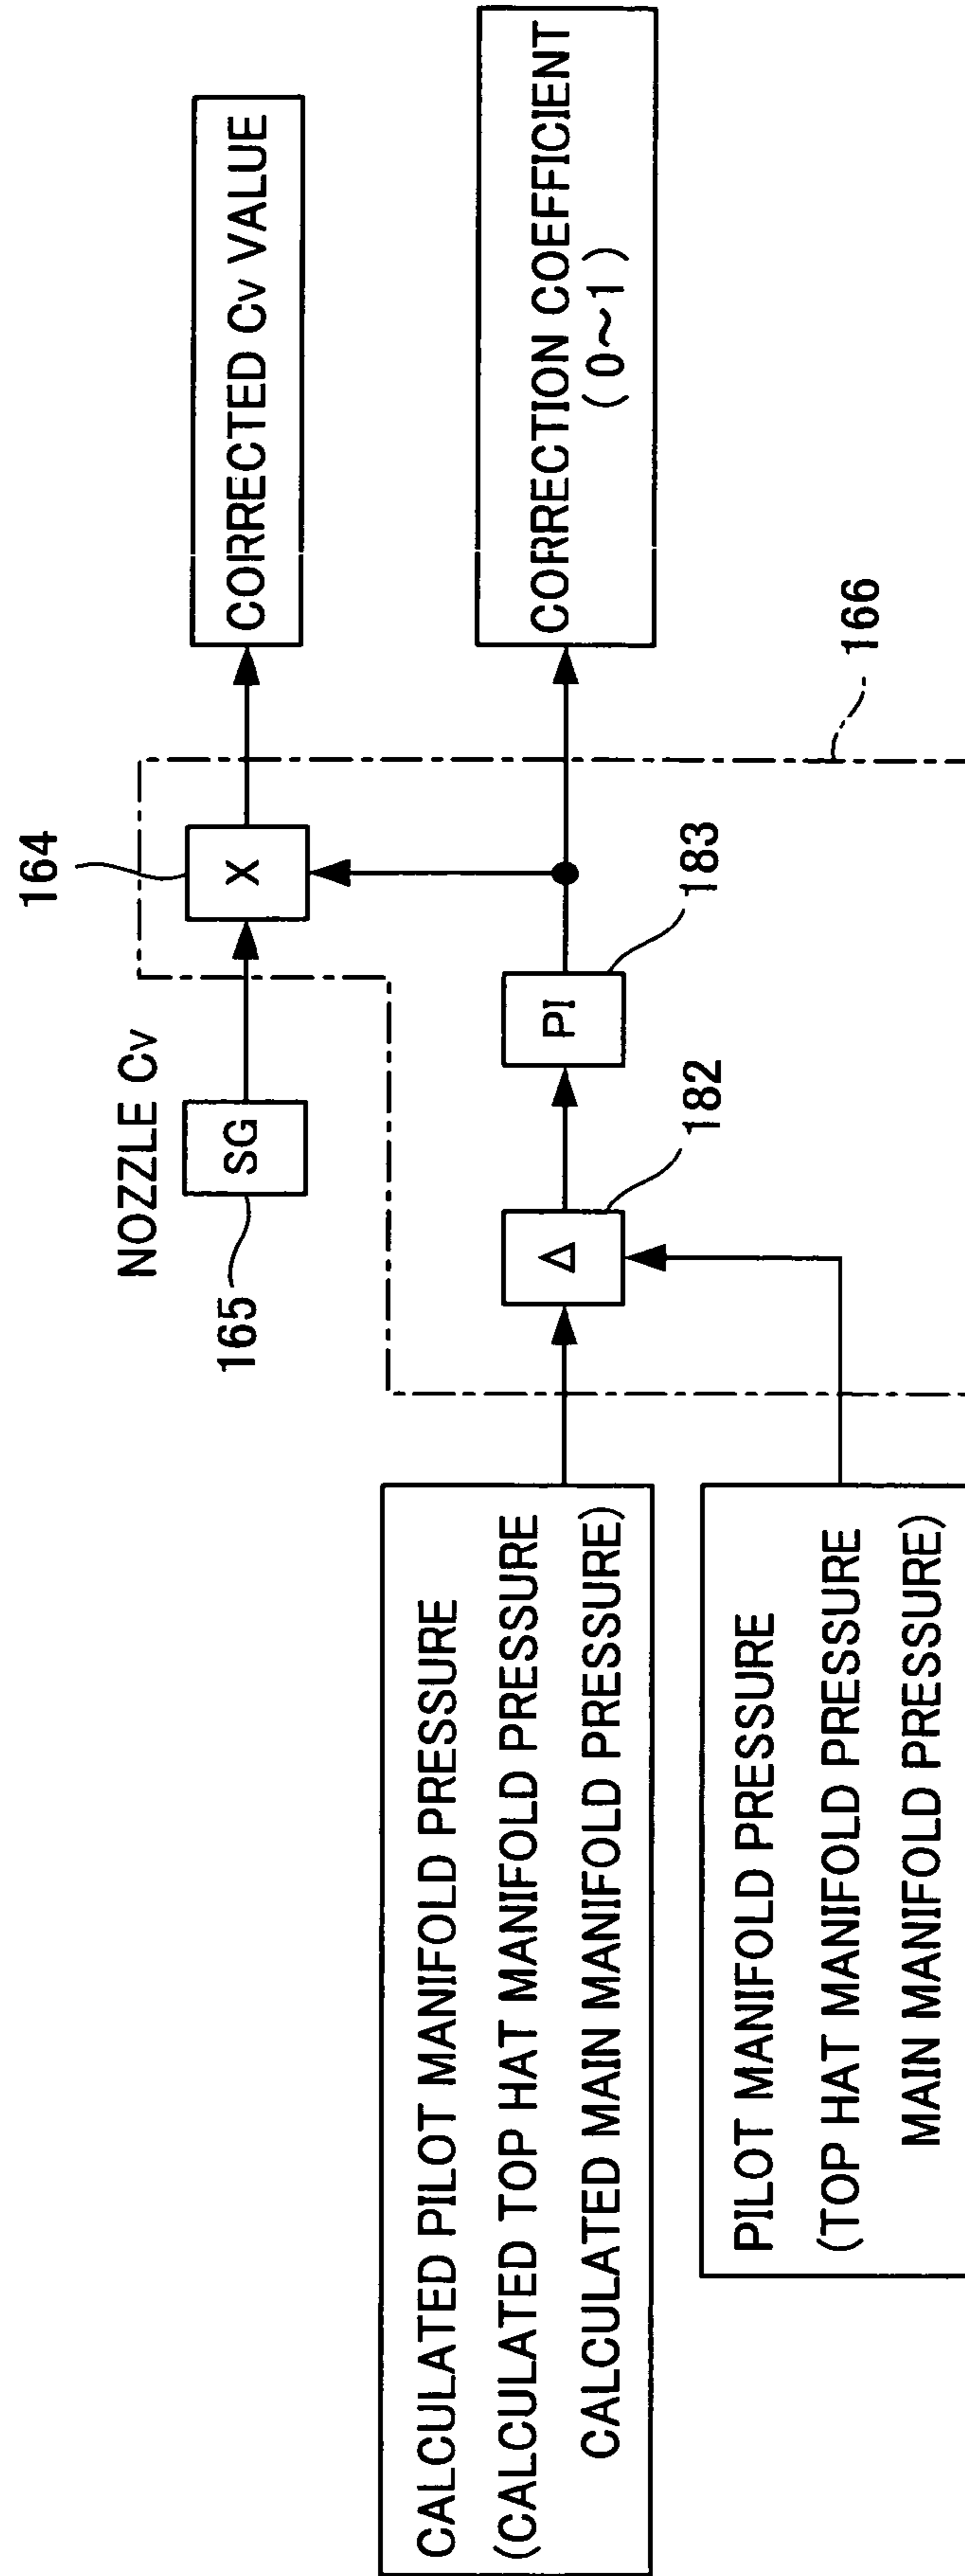 164
NOZZLE Cv
165
SG
X
CORRECTED Cv VALUE
CALCULATED PILOT MANIFOLD PRESSURE
(CALCULATED TOP HAT MANIFOLD PRESSURE
CALCULATED MAIN MANIFOLD PRESSURE)
Δ
182
PI
183
CORRECTION COEFFICIENT
(0~1)
PILOT MANIFOLD PRESSURE
(TOP HAT MANIFOLD PRESSURE
MAIN MANIFOLD PRESSURE)
166